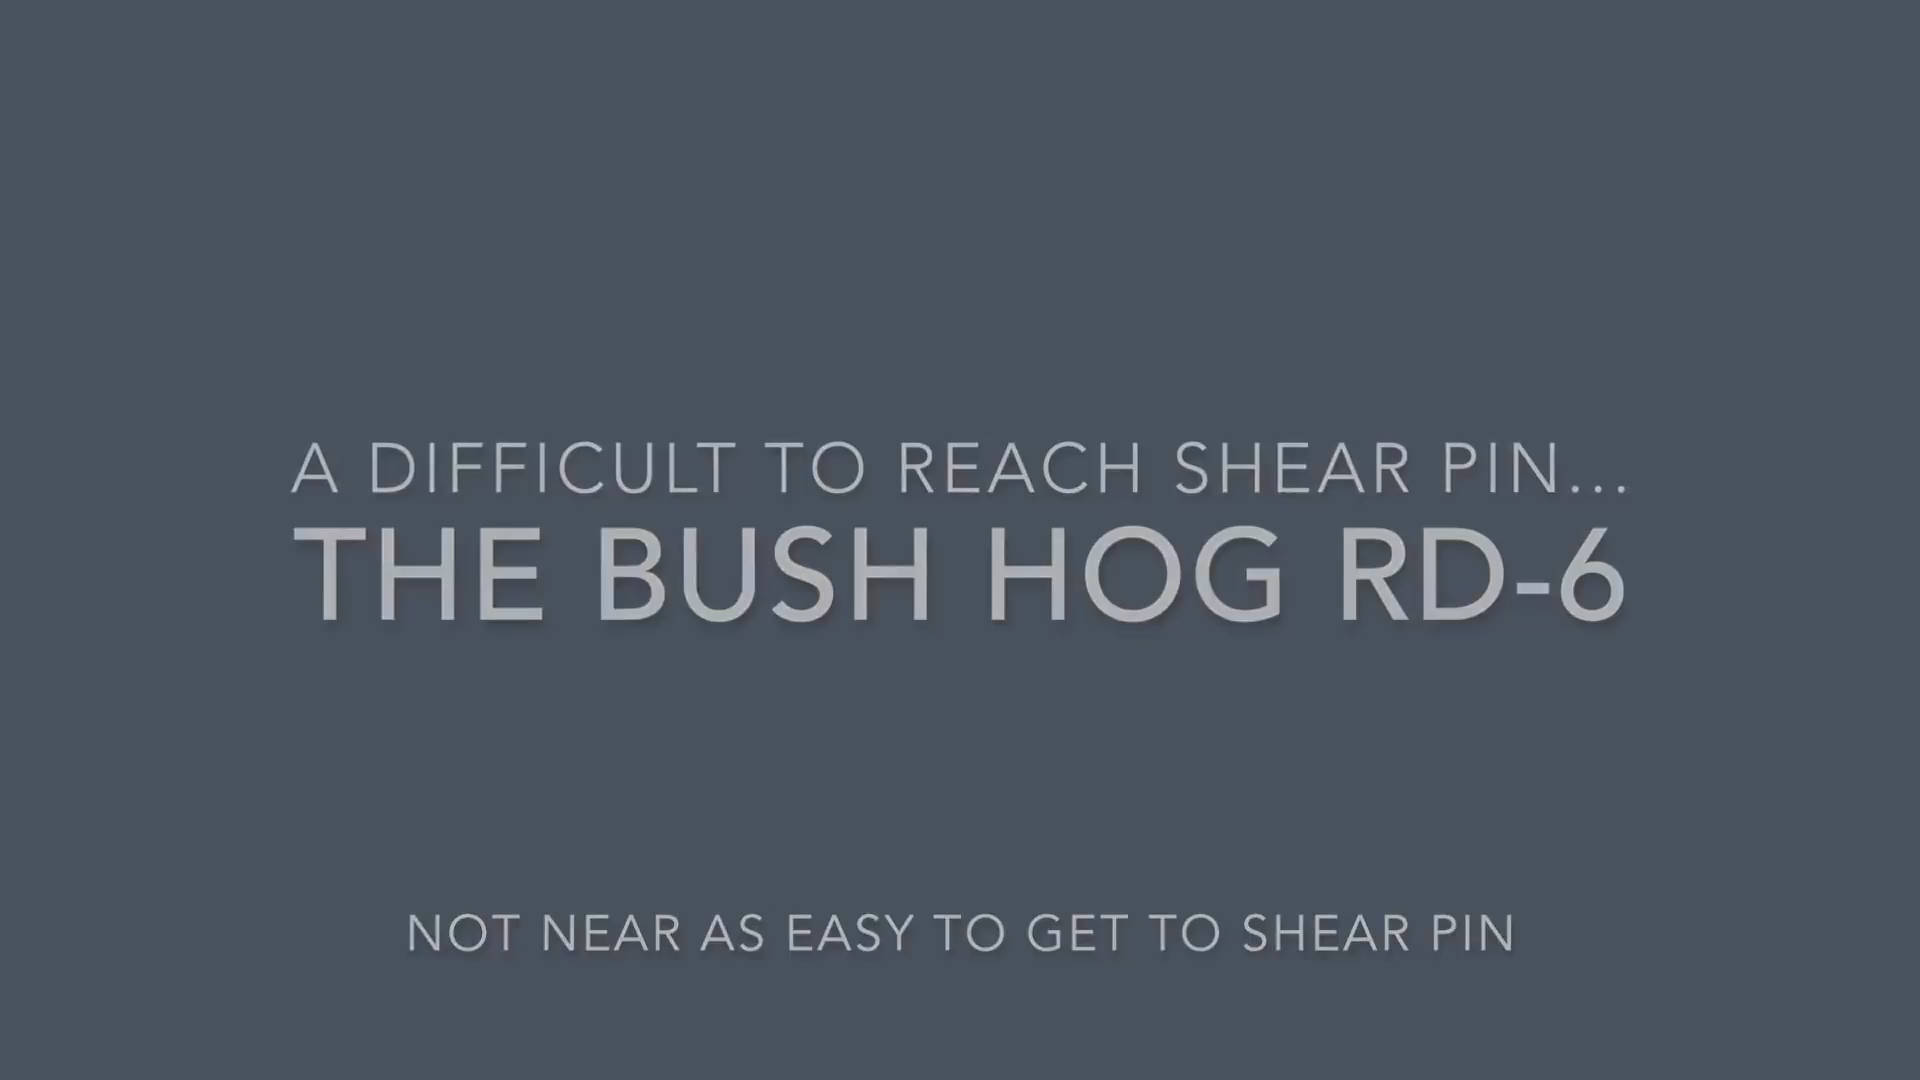 A DIFFICULT TO REACH SHEAR PIN...
THE BUSH HOG RD-6
NOT NEAR AS EASY TO GET TO SHEAR PIN